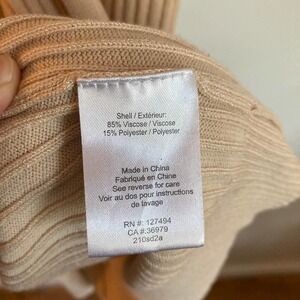 Shell / Extérieur:
85% Viscose / Viscose
15% Polyester / Polyester
Made in China
Fabriqué en Chine
See reverse for care
Voir au dos pour instructions
de lavage
RN #: 127494
CA #:36979
210sd2a